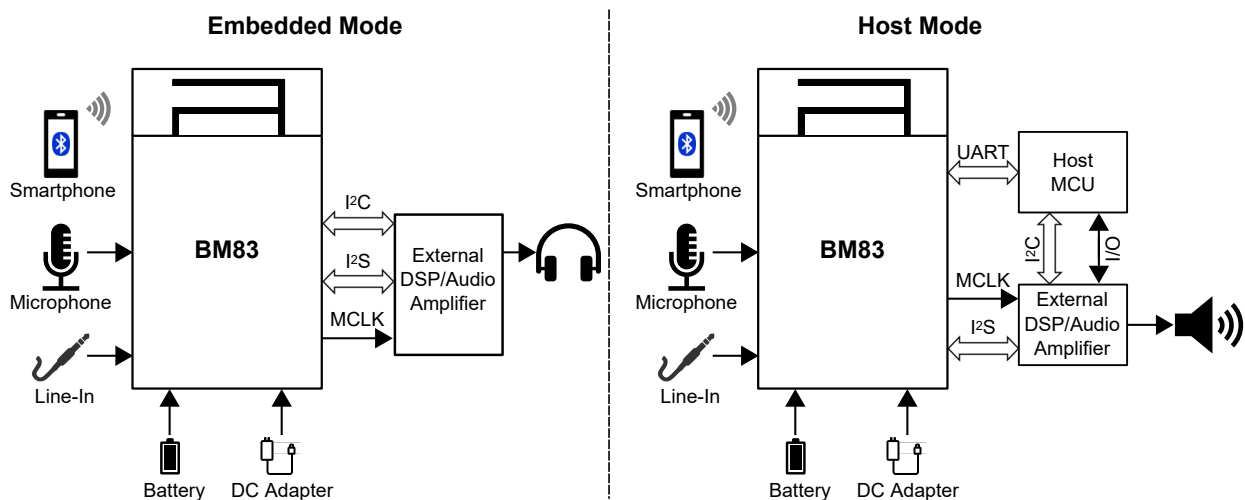 Embedded Mode
Smartphone
Microphone
Line-In
BM83
I²C
I²S
MCLK
External
DSP/Audio
Amplifier
Battery
DC Adapter
Host Mode
Smartphone
Microphone
Line-In
BM83
UART
Host
MCU
I²C
I/O
MCLK
I²S
External
DSP/Audio
Amplifier
Battery
DC Adapter